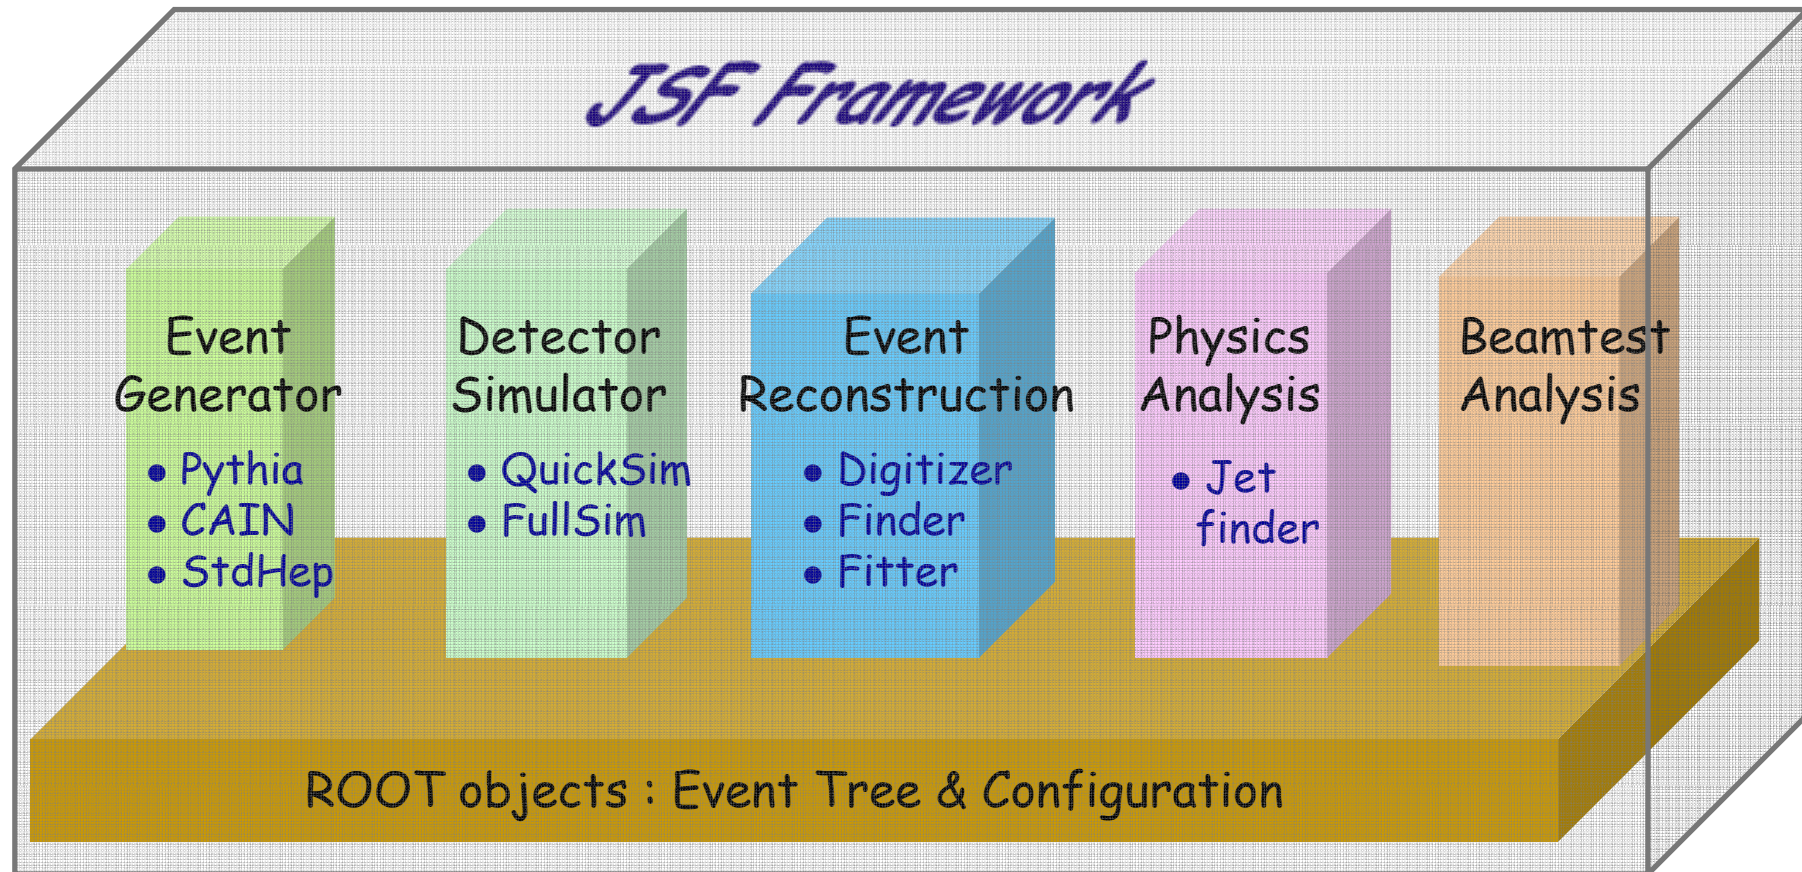 JSF Framework
Event
Generator
• Pythia
• CAIN
• StdHep
Detector
Simulator
• QuickSim
• FullSim
Event
Reconstruction
• Digitizer
• Finder
• Fitter
Physics
Analysis
• Jet
finder
Beamtest
Analysis
ROOT objects : Event Tree & Configuration